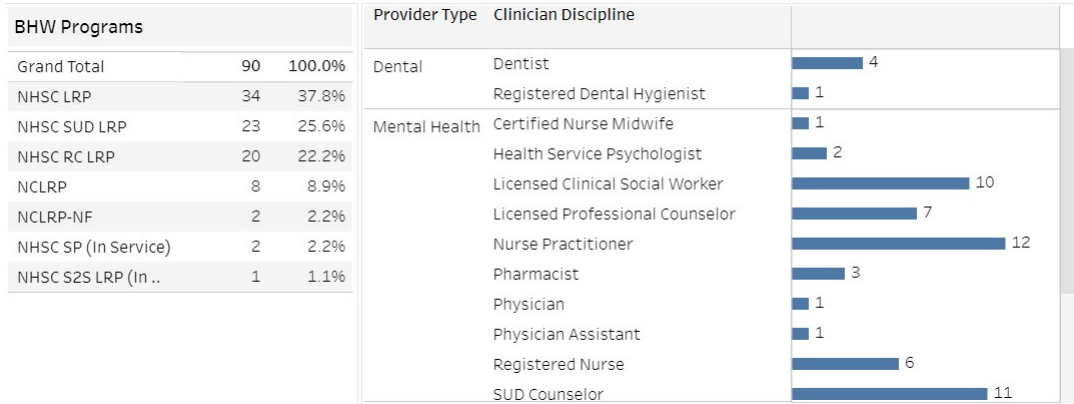 BHW Programs
Grand Total 90 100.0%
NHSC LRP 34 37.8%
NHSC SUD LRP 23 25.6%
NHSC RC LRP 20 22.2%
NCLRP 8 8.9%
NCLRP-NF 2 2.2%
NHSC SP (In Service) 2 2.2%
NHSC S2S LRP (In .. 1 1.1%
Provider Type Clinician Discipline
Dental Dentist 4
Registered Dental Hygienist 1
Mental Health Certified Nurse Midwife 1
Health Service Psychologist 2
Licensed Clinical Social Worker 10
Licensed Professional Counselor 7
Nurse Practitioner 12
Pharmacist 3
Physician 1
Physician Assistant 1
Registered Nurse 6
SUD Counselor 11